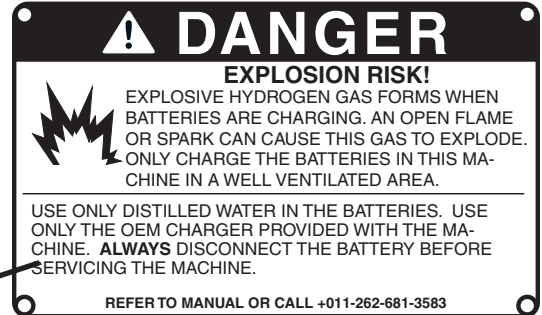 DANGER
EXPLOSION RISK!
EXPLOSIVE HYDROGEN GAS FORMS WHEN
BATTERIES ARE CHARGING. AN OPEN FLAME
OR SPARK CAN CAUSE THIS GAS TO EXPLODE.
ONLY CHARGE THE BATTERIES IN THIS MA-
CHINE IN A WELL VENTILATED AREA.
USE ONLY DISTILLED WATER IN THE BATTERIES. USE
ONLY THE OEM CHARGER PROVIDED WITH THE MA-
CHINE. ALWAYS DISCONNECT THE BATTERY BEFORE
SERVICING THE MACHINE.
REFER TO MANUAL OR CALL +011-262-681-3583